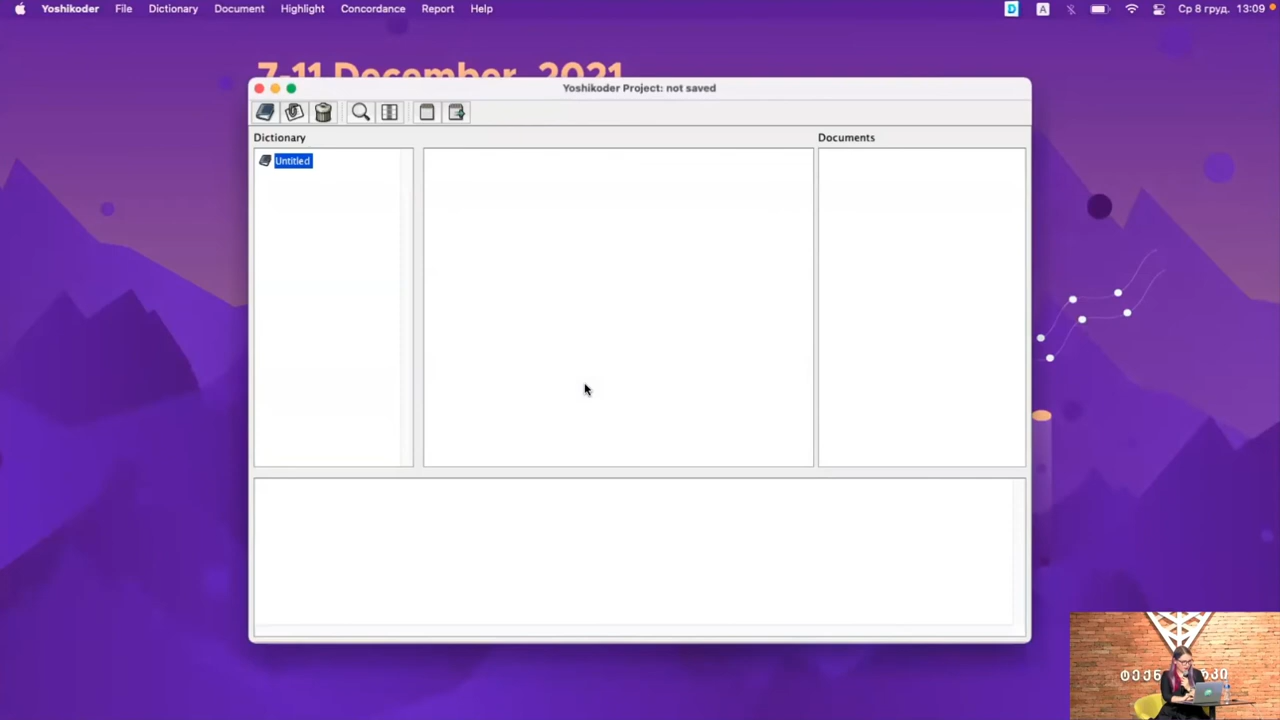 Yoshikoder File Dictionary Document Highlight Concordance Report Help D A Ср 8 груд. 13:09
7-11 December, 2021
Yoshikoder Project: not saved
Dictionary
Documents
Untitled